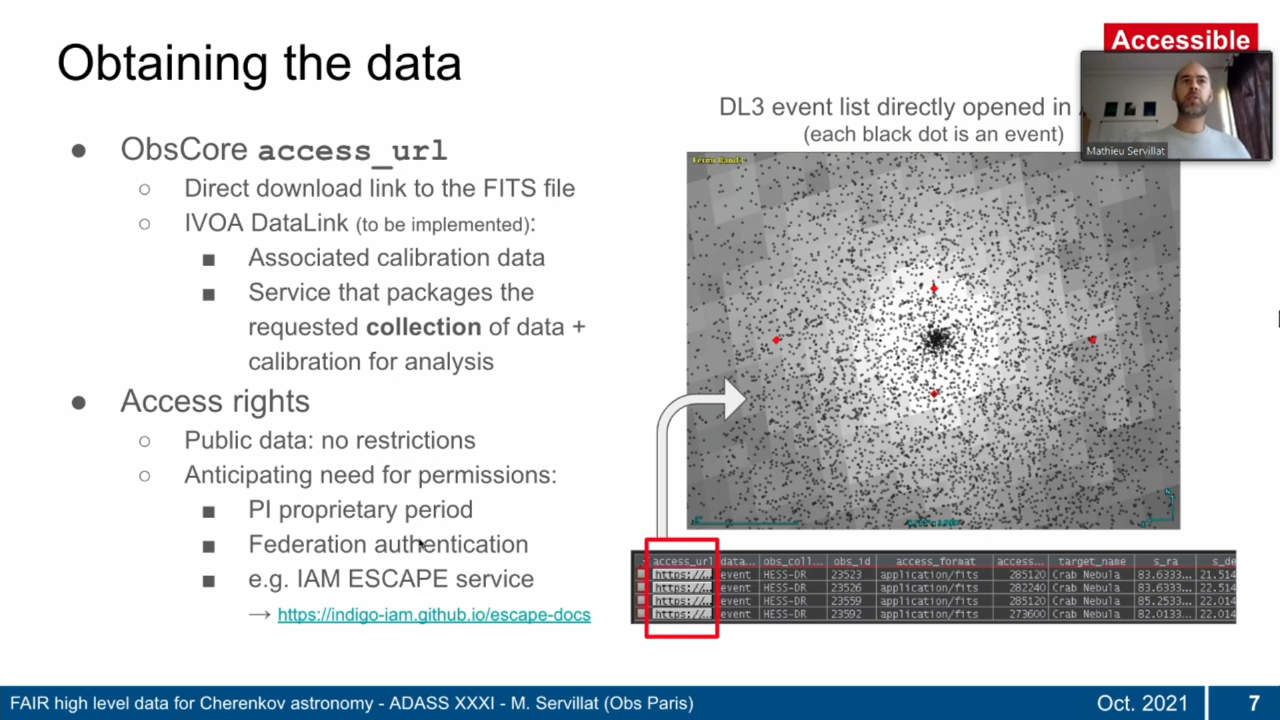 Obtaining the data
Accessible
Mathieu Servillat
● ObsCore access_url
○ Direct download link to the FITS file
○ IVOA DataLink (to be implemented):
■ Associated calibration data
■ Service that packages the
requested collection of data +
calibration for analysis
● Access rights
○ Public data: no restrictions
○ Anticipating need for permissions:
■ PI proprietary period
■ Federation authentication
■ e.g. IAM ESCAPE service
→ https://indigo-iam.github.io/escape-docs
DL3 event list directly opened in
(each black dot is an event)
N
access_url data... obs_coll... obs_id access_format access... target_name s_ra s_de
https://... event HESS-DR 23523 application/fits 285120 Crab Nebula 83.6333... 21.514
https://... event HESS-DR 23526 application/fits 282240 Crab Nebula 83.6333... 22.514
https://... event HESS-DR 23559 application/fits 285120 Crab Nebula 85.2533... 22.014
https://... event HESS-DR 23592 application/fits 273600 Crab Nebula 82.0133... 22.014
FAIR high level data for Cherenkov astronomy - ADASS XXXI - M. Servillat (Obs Paris)
Oct. 2021
7